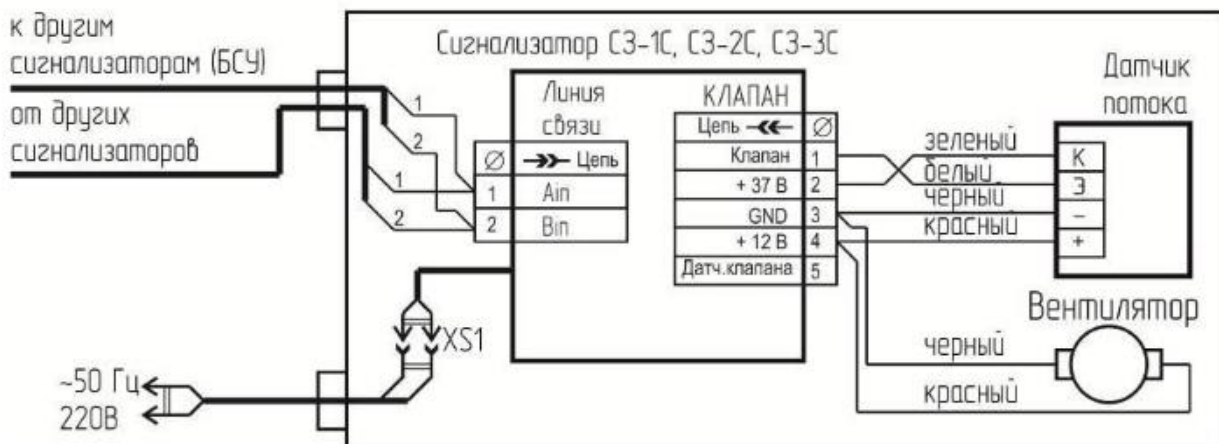 к другим
сигнализаторам (БСУ)
от других
сигнализаторов
1
2
1
2
Сигнализатор СЗ-1С, СЗ-2С, СЗ-3С
Линия
связи
Ø Цепь
1 Ain
2 Bin
КЛАПАН
Цепь Ø
Клапан 1
+ 37 В 2
GND 3
+ 12 В 4
Датч.клапана 5
зеленый
белый
черный
красный
Датчик
потока
К
Э
–
+
Вентилятор
черный
красный
XS1
~50 Гц
220В